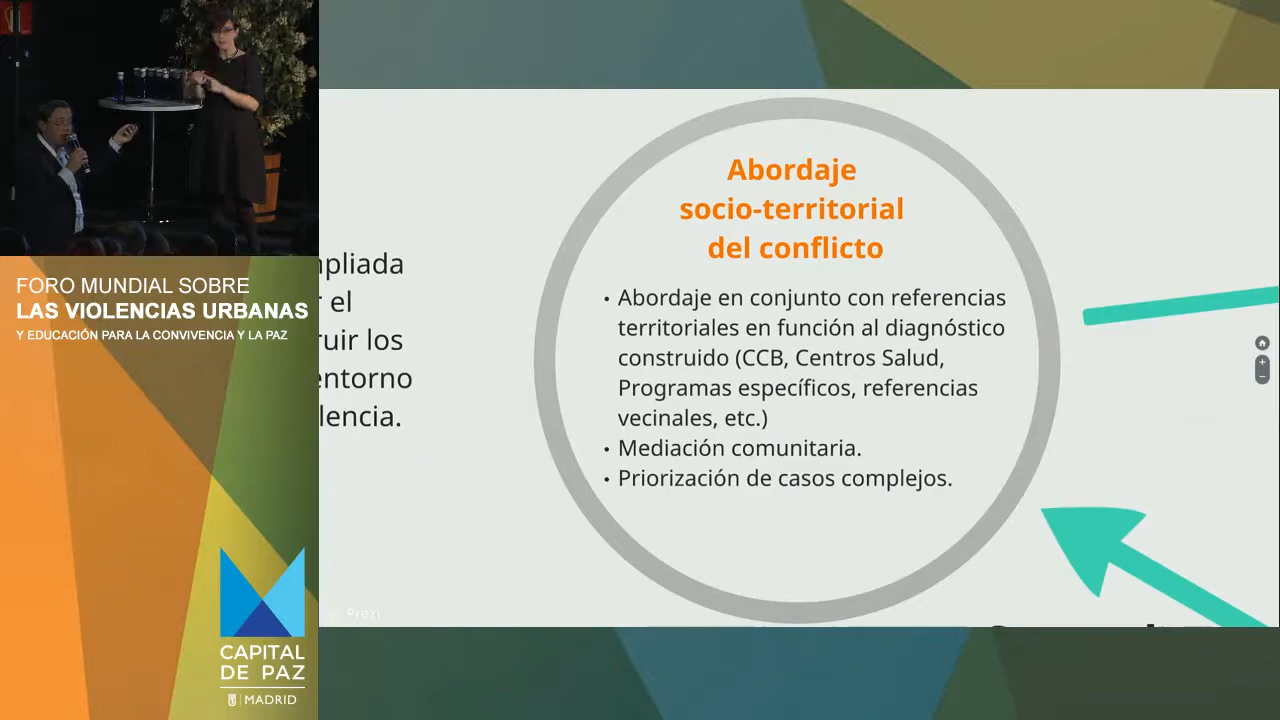 FORO MUNDIAL SOBRE
LAS VIOLENCIAS URBANAS
Y EDUCACIÓN PARA LA CONVIVENCIA Y LA PAZ
CAPITAL
DE PAZ
MADRID
npliada
r el
ruir los
entorno
lencia.
Abordaje
socio-territorial
del conflicto
• Abordaje en conjunto con referencias
territoriales en función al diagnóstico
construido (CCB, Centros Salud,
Programas específicos, referencias
vecinales, etc.)
• Mediación comunitaria.
• Priorización de casos complejos.
Prezi